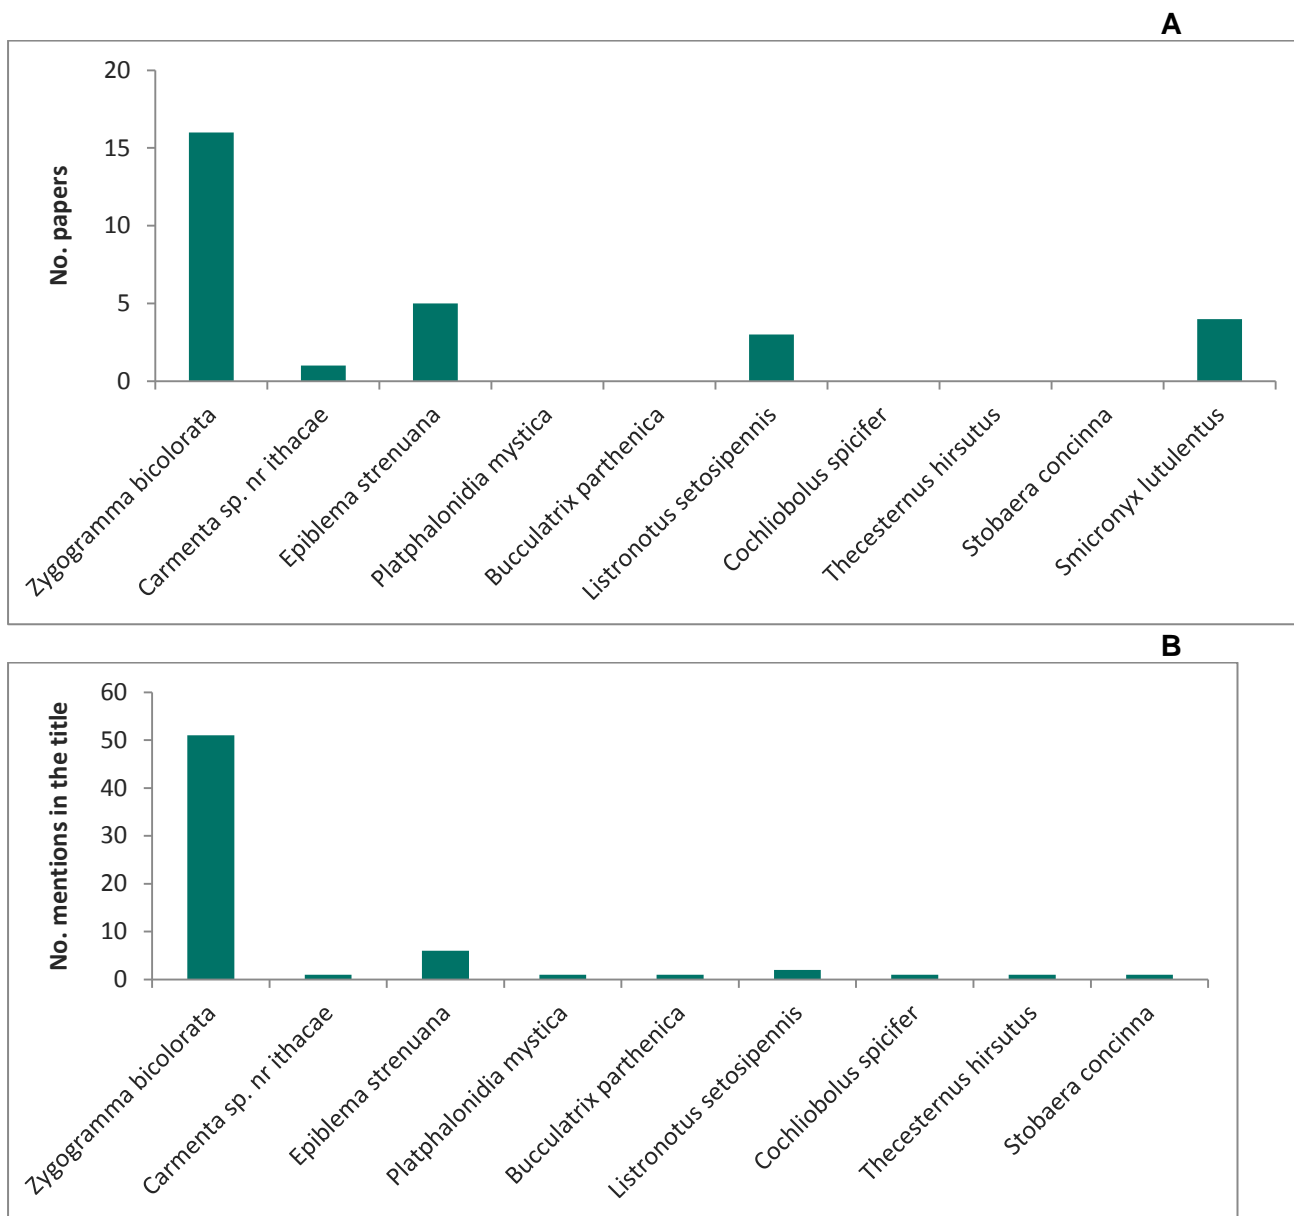 A
No. papers
20
15
10
5
0
Zygogramma bicolorata
Carmenta sp. nr ithacae
Epiblema strenuana
Platphalonidia mystica
Bucculatrix parthenica
Listronotus setosipennis
Cochliobolus spicifer
Thecesternus hirsutus
Stobaera concinna
Smicronyx lutulentus
B
No. mentions in the title
60
50
40
30
20
10
0
Zygogramma bicolorata
Carmenta sp. nr ithacae
Epiblema strenuana
Platphalonidia mystica
Bucculatrix parthenica
Listronotus setosipennis
Cochliobolus spicifer
Thecesternus hirsutus
Stobaera concinna